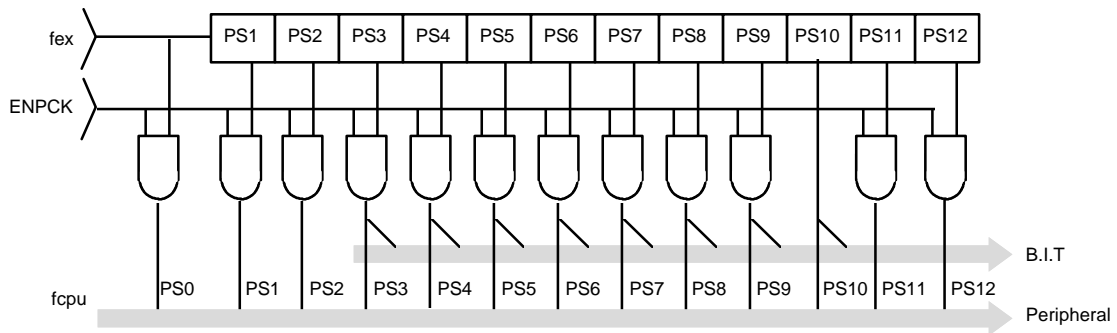 fex PS1 PS2 PS3 PS4 PS5 PS6 PS7 PS8 PS9 PS10 PS11 PS12
ENPCK
B.I.T
fcpu PS0 PS1 PS2 PS3 PS4 PS5 PS6 PS7 PS8 PS9 PS10 PS11 PS12
Peripheral